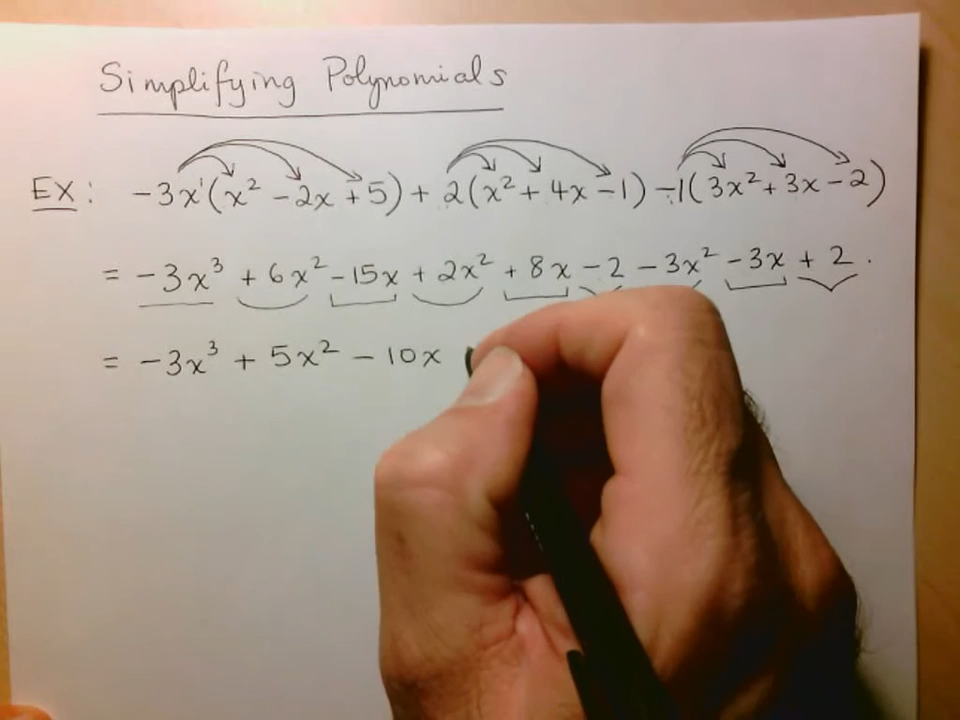 Simplifying Polynomials
EX: -3x¹(x² - 2x + 5) + 2(x² + 4x - 1) - 1(3x² + 3x - 2)
= -3x³ + 6x² - 15x + 2x² + 8x - 2 - 3x² - 3x + 2.
= -3x³ + 5x² - 10x